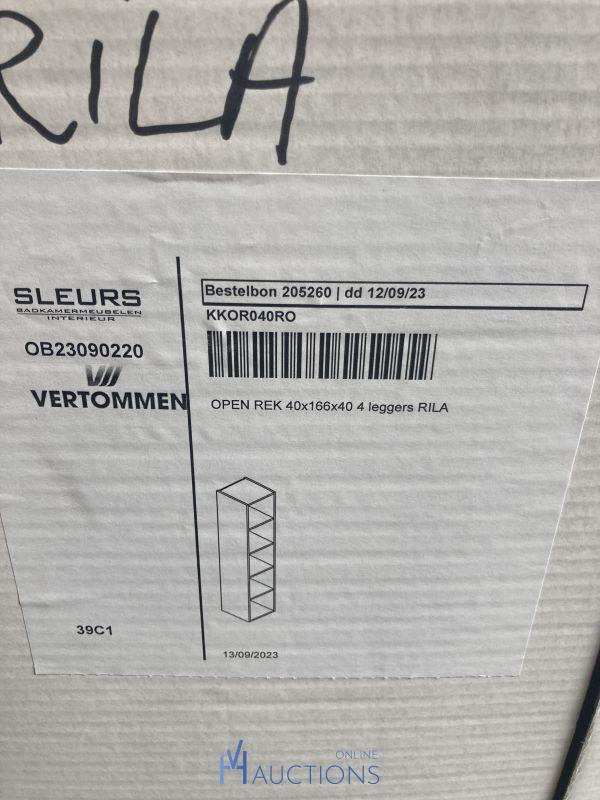 RILA
SLEURS
BADKAMERMEUBELEN
INTERIEUR
OB23090220
VERTOMMEN
39C1
Bestelbon 205260 | dd 12/09/23
KKOR040RO
OPEN REK 40x166x40 4 leggers RILA
13/09/2023
ONLINE
AUCTIONS